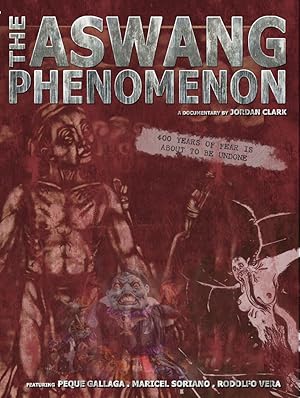 THE ASWANG
PHENOMENON
A DOCUMENTARY BY JORDAN CLARK
400 YEARS OF FEAR IS
ABOUT TO BE UNDONE
FEATURING PEQUE GALLAGA . MARICEL SORIANO . RODOLFO VERA